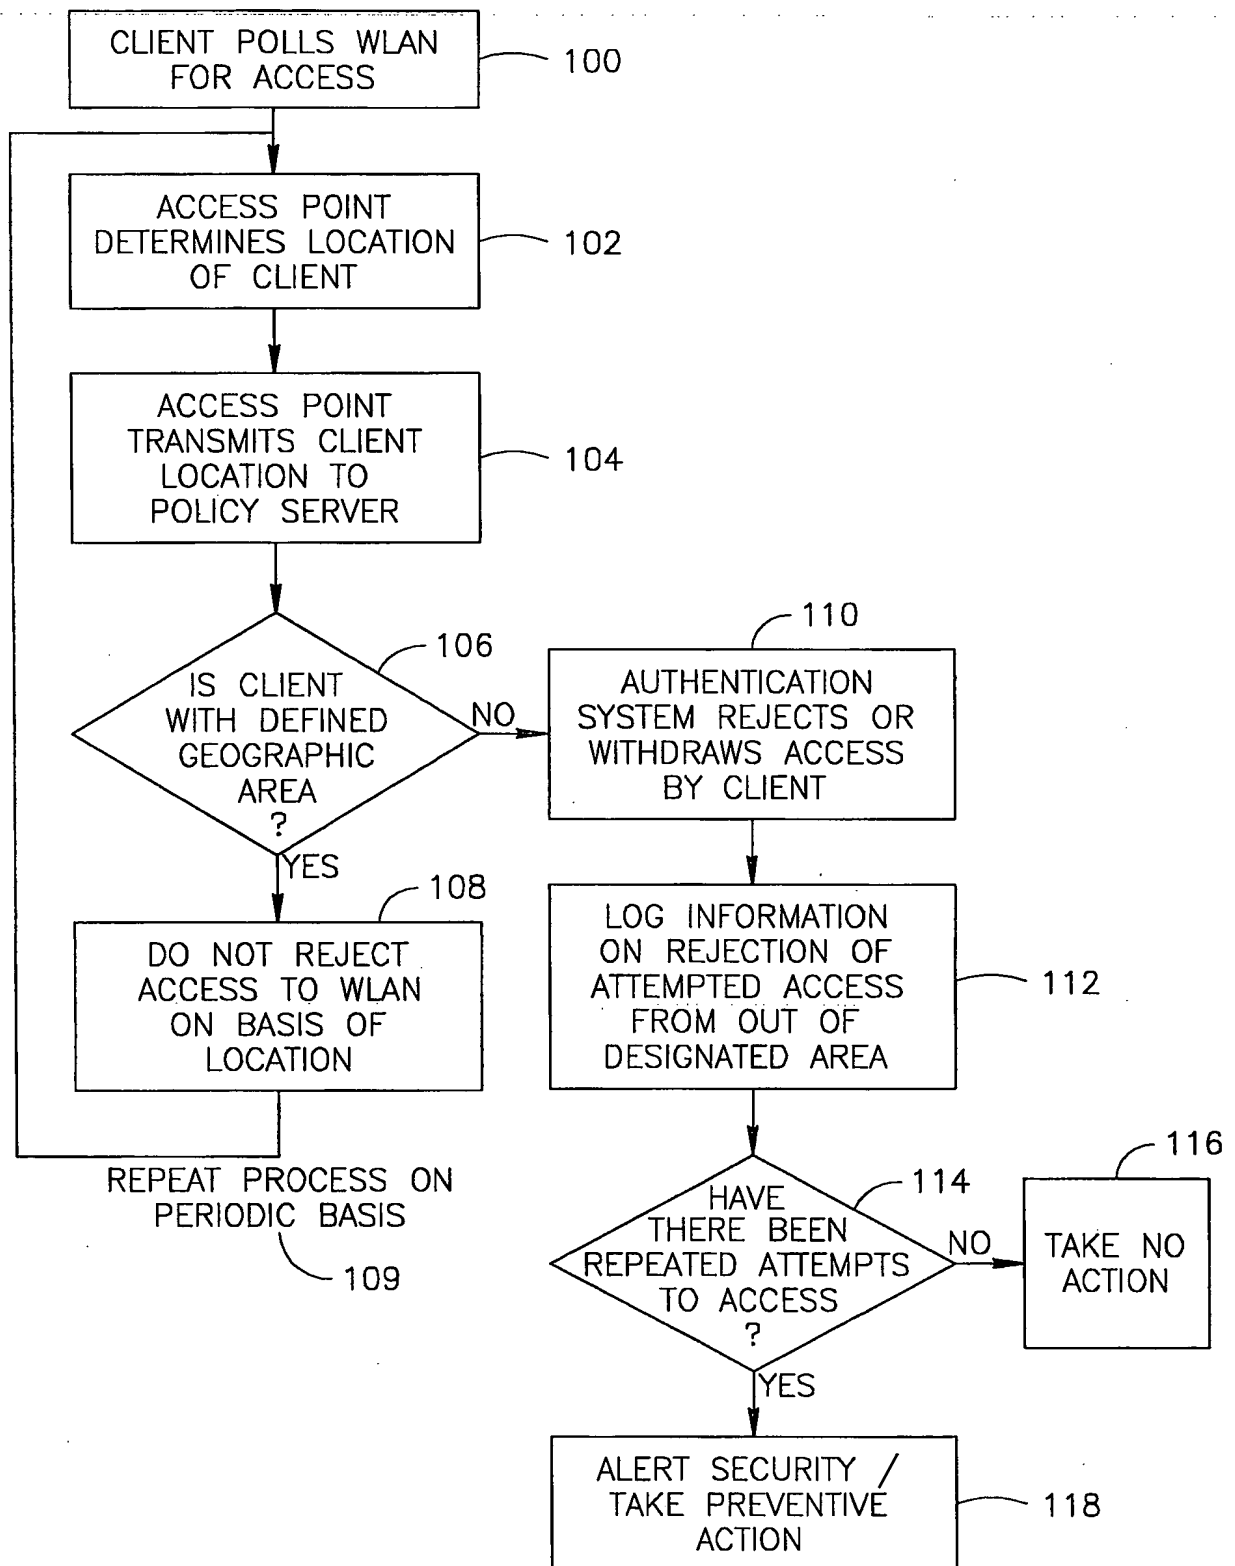 CLIENT POLLS WLAN
FOR ACCESS
100
ACCESS POINT
DETERMINES LOCATION
OF CLIENT
102
ACCESS POINT
TRANSMITS CLIENT
LOCATION TO
POLICY SERVER
104
IS CLIENT
WITH DEFINED
GEOGRAPHIC
AREA
?
106
NO
YES
DO NOT REJECT
ACCESS TO WLAN
ON BASIS OF
LOCATION
108
REPEAT PROCESS ON
PERIODIC BASIS
109
110
AUTHENTICATION
SYSTEM REJECTS OR
WITHDRAWS ACCESS
BY CLIENT
LOG INFORMATION
ON REJECTION OF
ATTEMPTED ACCESS
FROM OUT OF
DESIGNATED AREA
112
HAVE
THERE BEEN
REPEATED ATTEMPTS
TO ACCESS
?
114
NO
YES
116
TAKE NO
ACTION
ALERT SECURITY /
TAKE PREVENTIVE
ACTION
118